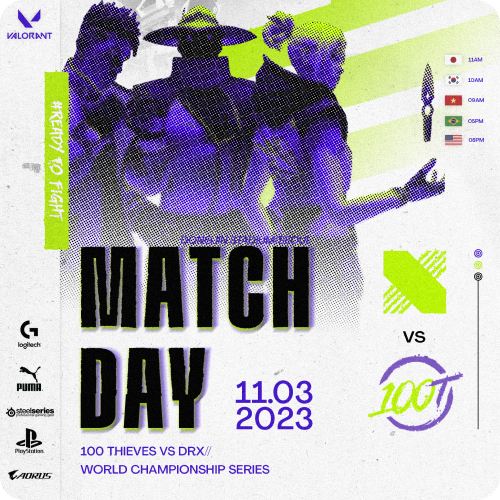 VALORANT
11AM
10AM
09AM
05PM
05PM
#READY TO FIGHT
MATCH
DAY
11.03
2023
100 THIEVES VS DRX//
WORLD CHAMPIONSHIP SERIES
VS
100T
logitech
PUMA
steelseries
PlayStation
AORUS